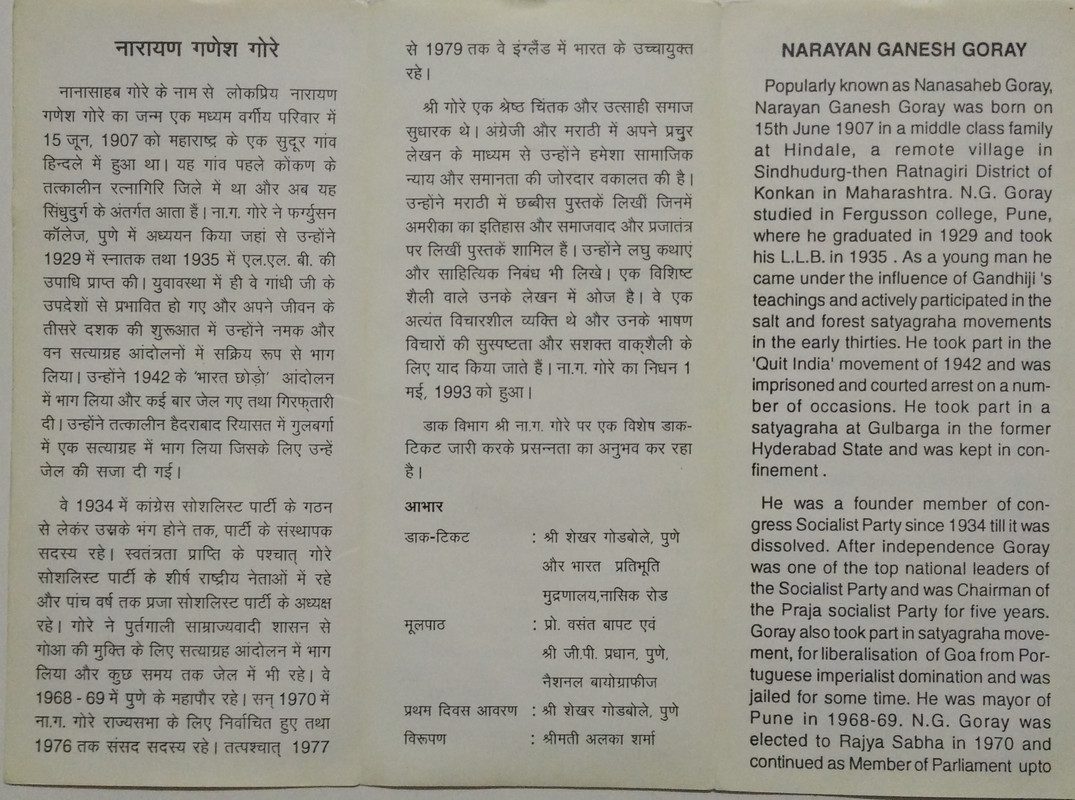 नारायण गणेश गोरे
नानासाहब गोरे के नाम से लोकप्रिय नारायण
गणेश गोरे का जन्म एक मध्यम वर्गीय परिवार में
15 जून, 1907 को महाराष्ट्र के एक सुदूर गांव
हिन्दले में हुआ था। यह गांव पहले कोंकण के
तत्कालीन रत्नागिरि जिले में था और अब यह
सिंधुदुर्ग के अंतर्गत आता हैं। ना.ग. गोरे ने फर्ग्युसन
कॉलेज, पुणे में अध्ययन किया जहां से उन्होंने
1929 में स्नातक तथा 1935 में एल.एल. बी. की
उपाधि प्राप्त की। युवावस्था में ही वे गांधी जी के
उपदेशों से प्रभावित हो गए और अपने जीवन के
तीसरे दशक की शुरूआत में उन्होंने नमक और
वन सत्याग्रह आंदोलनों में सक्रिय रूप से भाग
लिया। उन्होंने 1942 के 'भारत छोड़ो' आंदोलन
में भाग लिया और कई बार जेल गए तथा गिरफ्तारी
दी। उन्होंने तत्कालीन हैदराबाद रियासत में गुलबर्गा
में एक सत्याग्रह में भाग लिया जिसके लिए उन्हें
जेल की सजा दी गई।
वे 1934 में कांग्रेस सोशलिस्ट पार्टी के गठन
से लेकंर उसके भंग होने तक, पार्टी के संस्थापक
सदस्य रहे। स्वतंत्रता प्राप्ति के पश्चात् गोरे
सोशलिस्ट पार्टी के शीर्ष राष्ट्रीय नेताओं में रहे
और पांच वर्ष तक प्रजा सोशलिस्ट पार्टी के अध्यक्ष
रहे। गोरे ने पुर्तगाली साम्राज्यवादी शासन से
गोआ की मुक्ति के लिए सत्याग्रह आंदोलन में भाग
लिया और कुछ समय तक जेल में भी रहे। वे
1968 - 69 में पुणे के महापौर रहे। सन् 1970 में
ना.ग. गोरे राज्यसभा के लिए निर्वाचित हुए तथा
1976 तक संसद सदस्य रहे। तत्पश्चात् 1977
से 1979 तक वे इंग्लैंड में भारत के उच्चायुक्त
रहे।
श्री गोरे एक श्रेष्ठ चिंतक और उत्साही समाज
सुधारक थे। अंग्रेजी और मराठी में अपने प्रचुर
लेखन के माध्यम से उन्होंने हमेशा सामाजिक
न्याय और समानता की जोरदार वकालत की है।
उन्होंने मराठी में छब्बीस पुस्तकें लिखीं जिनमें
अमरीका का इतिहास और समाजवाद और प्रजातंत्र
पर लिखीं पुस्तकें शामिल हैं। उन्होंने लघु कथाएं
और साहित्यिक निबंध भी लिखे। एक विशिष्ट
शैली वाले उनके लेखन में ओज है। वे एक
अत्यंत विचारशील व्यक्ति थे और उनके भाषण
विचारों की सुस्पष्टता और सशक्त वाक्शैली के
लिए याद किया जाते हैं। ना.ग. गोरे का निधन 1
मई, 1993 को हुआ।
डाक विभाग श्री ना.ग. गोरे पर एक विशेष डाक-
टिकट जारी करके प्रसन्नता का अनुभव कर रहा
है।
आभार
डाक-टिकट : श्री शेखर गोडबोले, पुणे
और भारत प्रतिभूति
मुद्रणालय,नासिक रोड
मूलपाठ : प्रो. वसंत बापट एवं
श्री जी.पी. प्रधान, पुणे,
नैशनल बायोग्राफीज
प्रथम दिवस आवरण : श्री शेखर गोडबोले, पुणे
विरूपण : श्रीमती अलका शर्मा
NARAYAN GANESH GORAY
Popularly known as Nanasaheb Goray,
Narayan Ganesh Goray was born on
15th June 1907 in a middle class family
at Hindale, a remote village in
Sindhudurg-then Ratnagiri District of
Konkan in Maharashtra. N.G. Goray
studied in Fergusson college, Pune,
where he graduated in 1929 and took
his L.L.B. in 1935 . As a young man he
came under the influence of Gandhiji 's
teachings and actively participated in the
salt and forest satyagraha movements
in the early thirties. He took part in the
'Quit India' movement of 1942 and was
imprisoned and courted arrest on a num-
ber of occasions. He took part in a
satyagraha at Gulbarga in the former
Hyderabad State and was kept in con-
finement .
He was a founder member of con-
gress Socialist Party since 1934 till it was
dissolved. After independence Goray
was one of the top national leaders of
the Socialist Party and was Chairman of
the Praja socialist Party for five years.
Goray also took part in satyagraha move-
ment, for liberalisation of Goa from Por-
tuguese imperialist domination and was
jailed for some time. He was mayor of
Pune in 1968-69. N.G. Goray was
elected to Rajya Sabha in 1970 and
continued as Member of Parliament upto